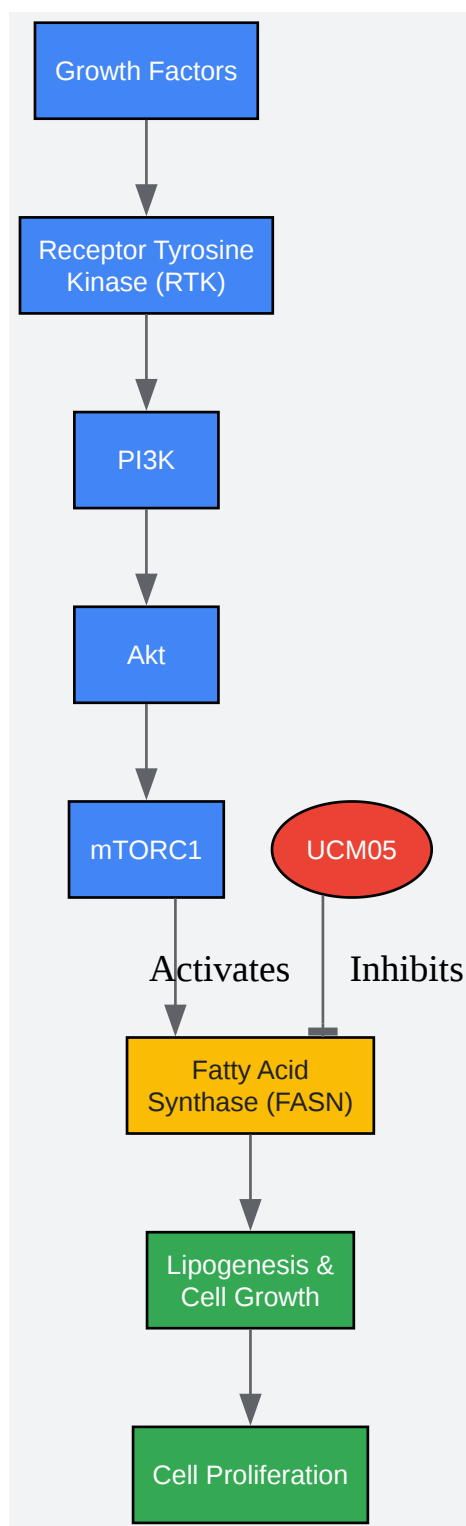 Growth Factors
Receptor Tyrosine
Kinase (RTK)
PI3K
Akt
mTORC1
UCM05
Activates
Inhibits
Fatty Acid
Synthase (FASN)
Lipogenesis &
Cell Growth
Cell Proliferation